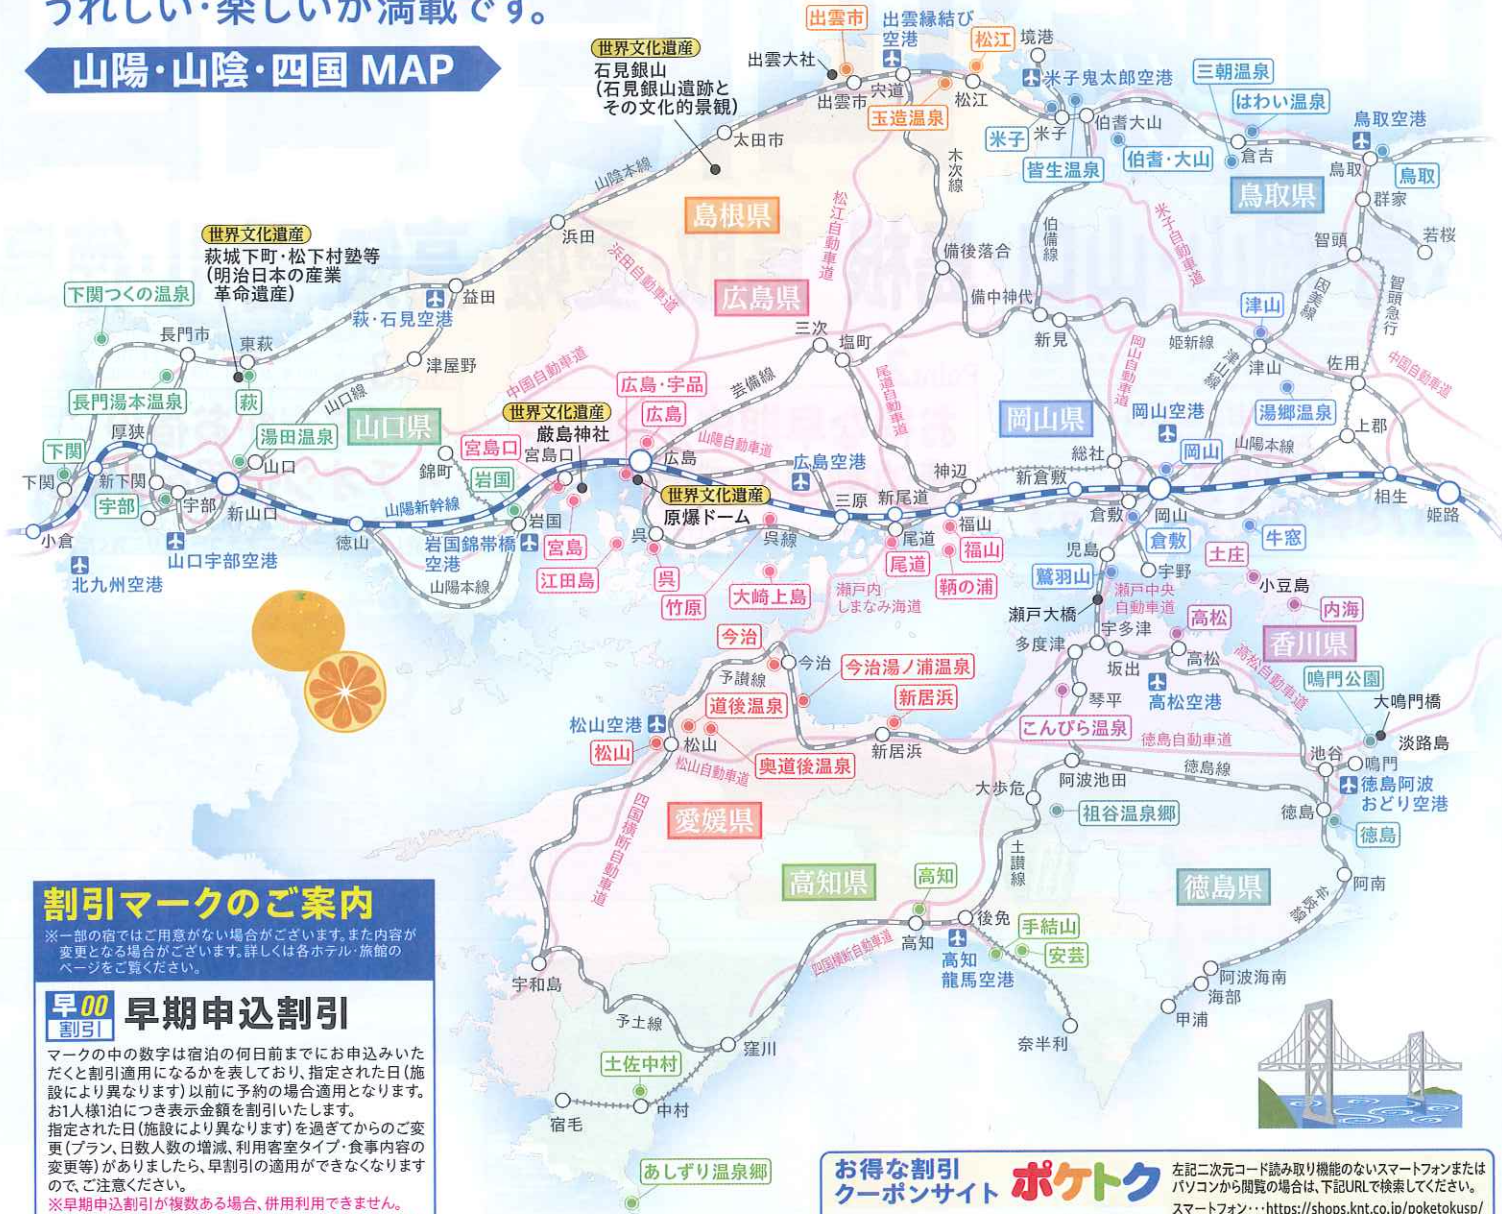 うれしい・楽しいが満載です。
山陽・山陰・四国 MAP
世界文化遺産
石見銀山
(石見銀山遺跡と
その文化的景観)
出雲市
出雲縁結び
空港
松江
境港
出雲大社
米子鬼太郎空港
三朝温泉
はわい温泉
出雲市
宍道
松江
玉造温泉
米子
米子
伯耆大山
鳥取空港
太田市
皆生温泉
伯耆・大山
倉吉
鳥取
鳥取
山陰本線
木次線
島根県
鳥取県
群家
松江自動車道
米子自動車道
若桜
世界文化遺産
萩城下町・松下村塾等
(明治日本の産業
革命遺産)
浜田
浜田自動車道
備後落合
伯備線
智頭
因美線
智頭急行
下関つくの温泉
益田
萩・石見空港
広島県
備中神代
津山
長門市
東萩
三次
塩町
新見
姫新線
津屋野
津山線
津山
佐用
中国自動車道
中国自動車道
岡山自動車道
長門湯本温泉
萩
山口線
世界文化遺産
厳島神社
広島・宇品
広島
芸備線
尾道自動車道
岡山県
岡山空港
湯郷温泉
厚狭
湯田温泉
山口県
上郡
下関
山口
錦町
宮島口
宮島口
広島
山陽自動車道
広島空港
総社
岡山
山陽本線
下関
新下関
岩国
神辺
新倉敷
宇部
宇部
新山口
山陽新幹線
世界文化遺産
原爆ドーム
三原
新尾道
福山
倉敷
岡山
相生
姫路
小倉
徳山
岩国
岩国錦帯橋
空港
宮島
呉
呉線
尾道
尾道
福山
倉敷
牛窓
北九州空港
山口宇部空港
山陽本線
江田島
呉
竹原
大崎上島
瀬戸内
しまなみ海道
鞆の浦
児島
鷲羽山
宇野
土庄
小豆島
内海
瀬戸大橋
瀬戸中央
自動車道
今治
今治
予讃線
今治湯ノ浦温泉
多度津
宇多津
坂出
高松
高松
香川県
高松自動車道
鳴門公園
大鳴門橋
淡路島
松山空港
道後温泉
新居浜
琴平
高松空港
こんぴら温泉
松山
松山
奥道後温泉
新居浜
徳島自動車道
池谷
鳴門
松山自動車道
阿波池田
徳島線
徳島阿波
おどり空港
四国横断自動車道
愛媛県
大歩危
祖谷温泉郷
徳島
徳島
土讃線
高知県
高知
徳島県
阿南
牟岐線
後免
手結山
安芸
高知
高知
龍馬空港
四国横断自動車道
宇和島
阿波海南
海部
甲浦
奈半利
予土線
窪川
土佐中村
宿毛
中村
あしずり温泉郷
割引マークのご案内
※一部の宿ではご用意がない場合がございます。また内容が
変更となる場合がございます。詳しくは各ホテル・旅館の
ページをご覧ください。
早00
割引
早期申込割引
マークの中の数字は宿泊の何日前までにお申込みいた
だくと割引適用になるかを表しており、指定された日(施
設により異なります)以前に予約の場合適用となります。
お1人様1泊につき表示金額を割引いたします。
指定された日(施設により異なります)を過ぎてからのご変
更(プラン、日数人数の増減、利用客室タイプ・食事内容の
変更等)がありましたら、早割引の適用ができなくなります
ので、ご注意ください。
※早期申込割引が複数ある場合、併用利用できません。
お得な割引
クーポンサイト
ポケトク
左記二次元コード読み取り機能のないスマートフォンまたは
パソコンから閲覧の場合は、下記URLで検索してください。
スマートフォン・・・https://shops.knt.co.jp/poketokusp/